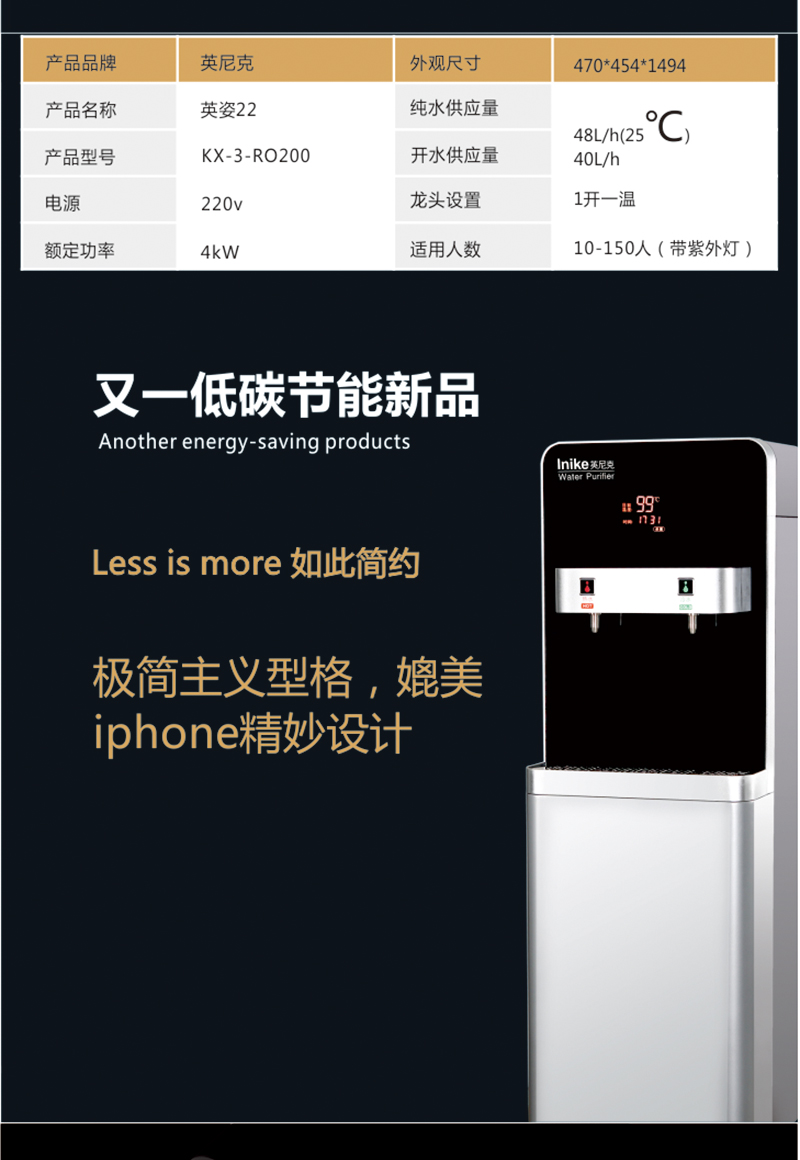 产品品牌 英尼克 外观尺寸 470*454*1494
产品名称 英姿22 纯水供应量 48L/h(25℃)
产品型号 KX-3-RO200 开水供应量 40L/h
电源 220v 龙头设置 1开一温
额定功率 4kW 适用人数 10-150人（带紫外灯）
又一低碳节能新品
Another energy-saving products
Inike英尼克
Water Purifier
99℃
1731
HOT
Less is more 如此简约
极简主义型格，媲美
iphone精妙设计